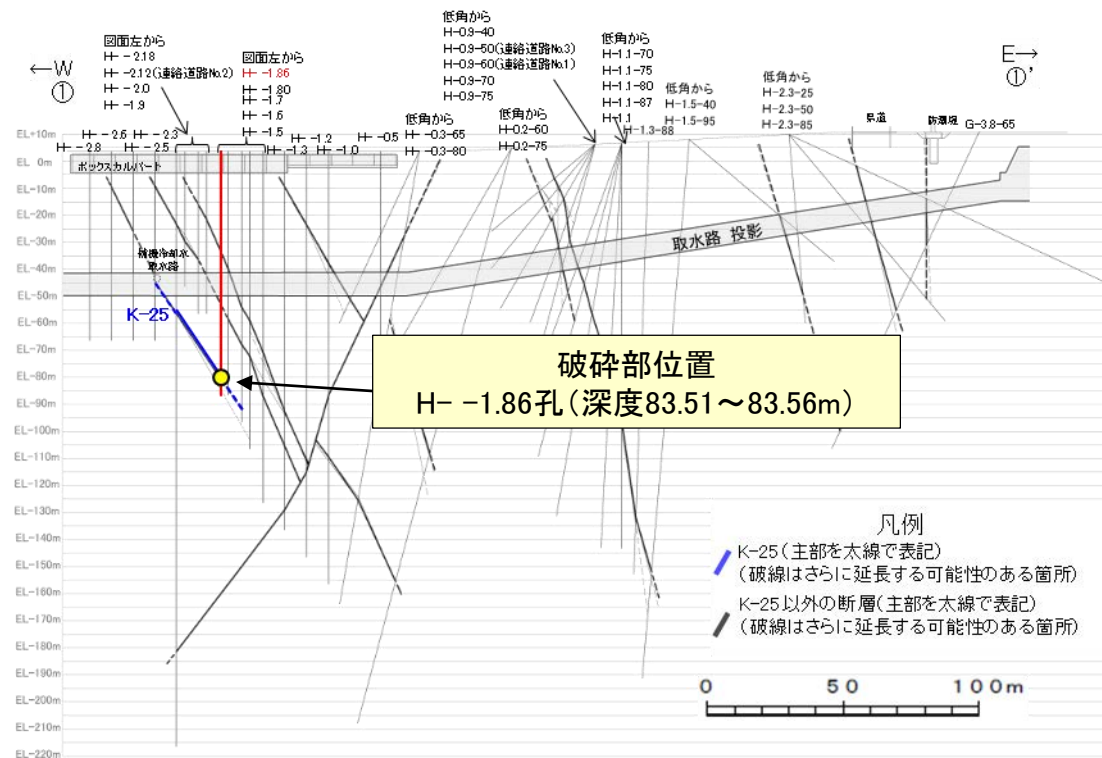 ←W
①
図面左から
H- -2.18
H- -2.12(連絡道路No.2)
H- -2.0
H- -1.9
図面左から
H- -1.86
H- -1.80
H- -1.7
H- -1.6
H- -1.5
低角から
H-0.9-40
H-0.9-50(連絡道路No.3)
H-0.9-60(連絡道路No.1)
H-0.9-70
H-0.9-75
低角から
H-1.1-70
H-1.1-75
H-1.1-80
H-1.1-87
H-1.1
低角から
H-1.5-40
H-1.5-95
低角から
H-2.3-25
H-2.3-50
H-2.3-85
E→
①'
H- -2.8
H- -2.6
H- -2.5
H- -2.3
H- -1.3
H- -1.2
H- -1.0
H- -0.5
低角から
H--0.3-65
H--0.3-80
低角から
H-0.2-60
H-0.2-75
H-1.3-88
県道
防潮堤
G-3.8-65
EL+10m
EL 0m
EL-10m
EL-20m
EL-30m
EL-40m
EL-50m
EL-60m
EL-70m
EL-80m
EL-90m
EL-100m
EL-110m
EL-120m
EL-130m
EL-140m
EL-150m
EL-160m
EL-170m
EL-180m
EL-190m
EL-200m
EL-210m
EL-220m
ボックスカルバート
補機冷却水
取水路
取水路 投影
K-25
破砕部位置
H- -1.86孔(深度83.51～83.56m)
凡例
K-25(主部を太線で表記)
(破線はさらに延長する可能性のある箇所)
K-25以外の断層(主部を太線で表記)
(破線はさらに延長する可能性のある箇所)
0 50 100m